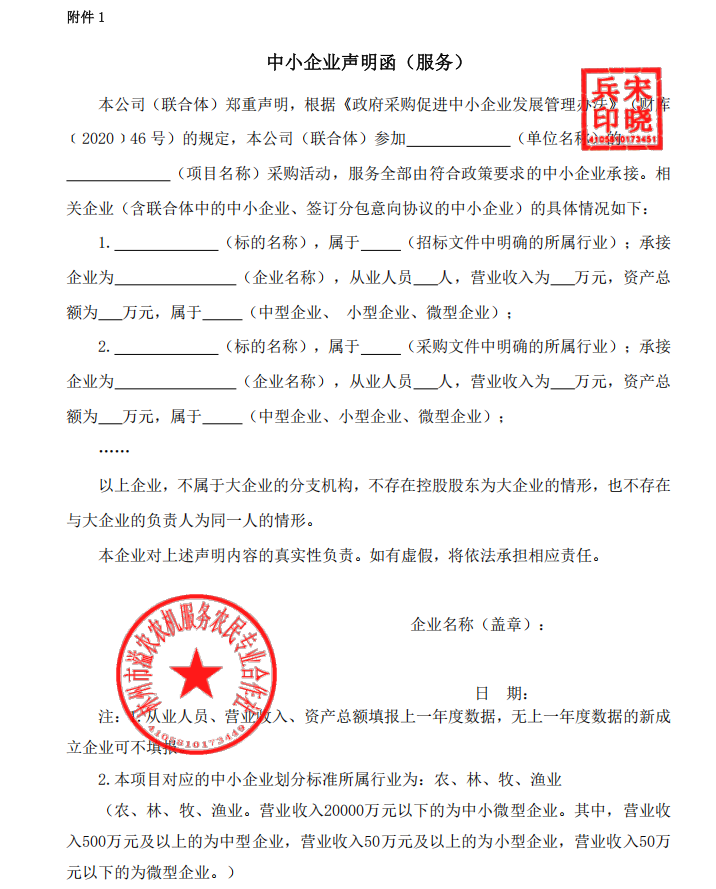 附件 1
中小企业声明函（服务）
本公司（联合体）郑重声明，根据《政府采购促进中小企业发展管理办法》（财库
﹝2020﹞46 号）的规定，本公司（联合体）参加____________（单位名称）的
____________（项目名称）采购活动，服务全部由符合政策要求的中小企业承接。相
关企业（含联合体中的中小企业、签订分包意向协议的中小企业）的具体情况如下：
1. ____________（标的名称），属于_____（招标文件中明确的所属行业）；承接
企业为______________（企业名称），从业人员___人，营业收入为___万元，资产总
额为___万元，属于_____（中型企业、 小型企业、微型企业）；
2. ____________（标的名称），属于_____（采购文件中明确的所属行业）；承接
企业为______________（企业名称），从业人员___人，营业收入为___万元，资产总
额为___万元，属于_____（中型企业、小型企业、微型企业）；
……
以上企业，不属于大企业的分支机构，不存在控股股东为大企业的情形，也不存在
与大企业的负责人为同一人的情形。
本企业对上述声明内容的真实性负责。如有虚假，将依法承担相应责任。
企业名称（盖章）：
日 期：
注：1.从业人员、营业收入、资产总额填报上一年度数据，无上一年度数据的新成
立企业可不填报。
2.本项目对应的中小企业划分标准所属行业为：农、林、牧、渔业
（农、林、牧、渔业。营业收入20000万元以下的为中小微型企业。其中，营业收
入500万元及以上的为中型企业，营业收入50万元及以上的为小型企业，营业收入50万
元以下的为微型企业。）
宋晓
兵印
4105810173451
林州市溢农农机服务农民专业合作社
4105810173449